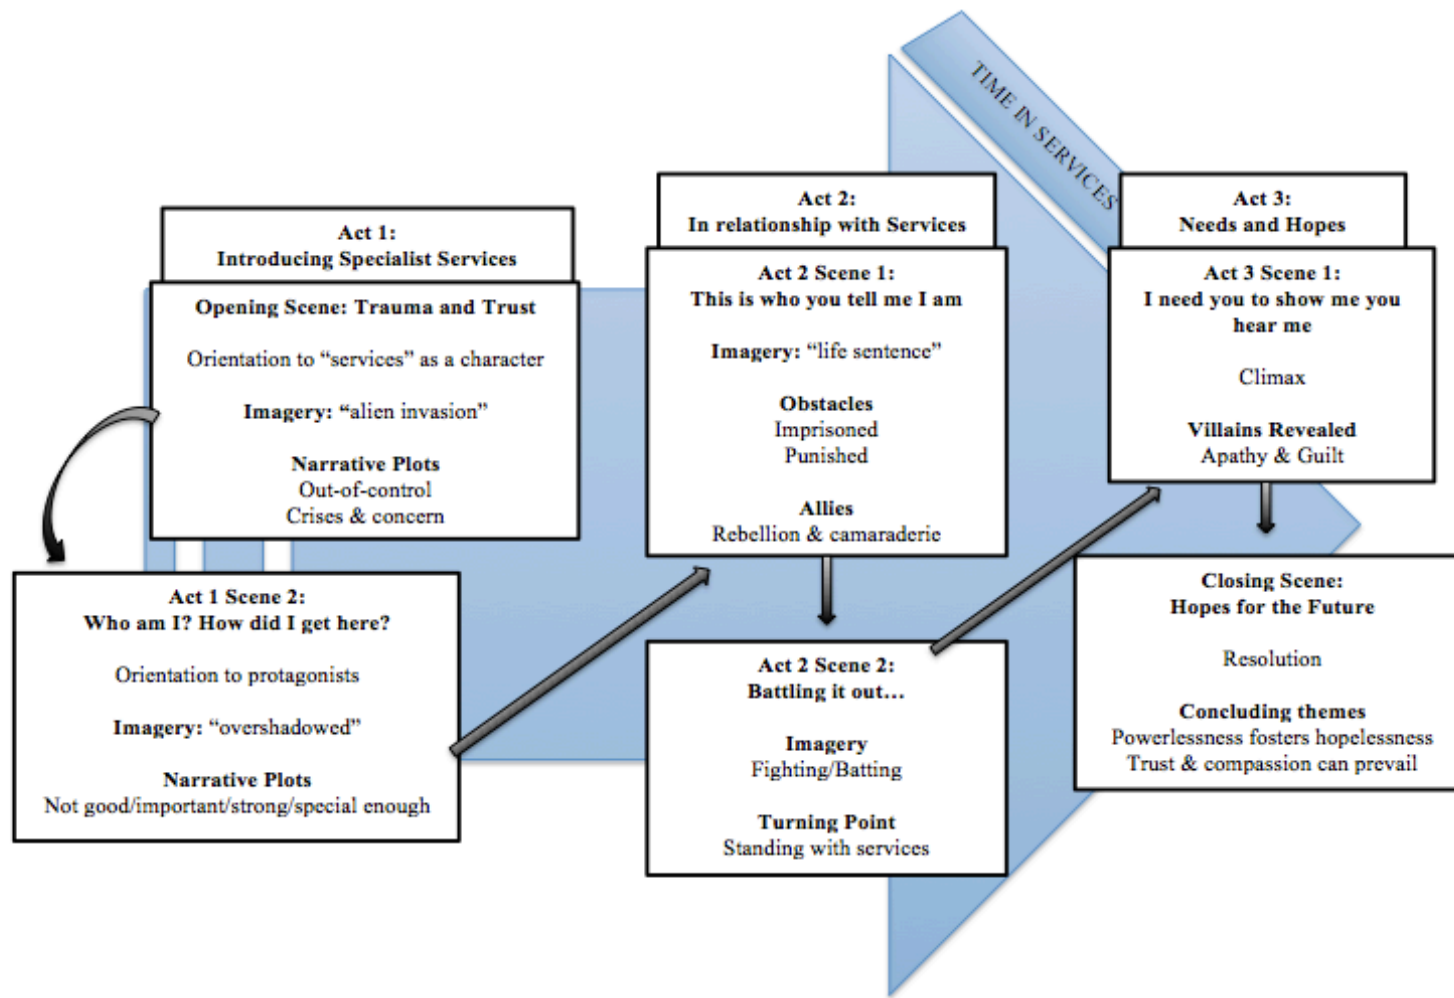 TIME IN SERVICES
Act 1:
Introducing Specialist Services
Opening Scene: Trauma and Trust
Orientation to “services” as a character
Imagery: “alien invasion”
Narrative Plots
Out-of-control
Crises & concern
Act 1 Scene 2:
Who am I? How did I get here?
Orientation to protagonists
Imagery: “overshadowed”
Narrative Plots
Not good/important/strong/special enough
Act 2:
In relationship with Services
Act 2 Scene 1:
This is who you tell me I am
Imagery: “life sentence”
Obstacles
Imprisoned
Punished
Allies
Rebellion & camaraderie
Act 2 Scene 2:
Battling it out…
Imagery
Fighting/Batting
Turning Point
Standing with services
Act 3:
Needs and Hopes
Act 3 Scene 1:
I need you to show me you
hear me
Climax
Villains Revealed
Apathy & Guilt
Closing Scene:
Hopes for the Future
Resolution
Concluding themes
Powerlessness fosters hopelessness
Trust & compassion can prevail